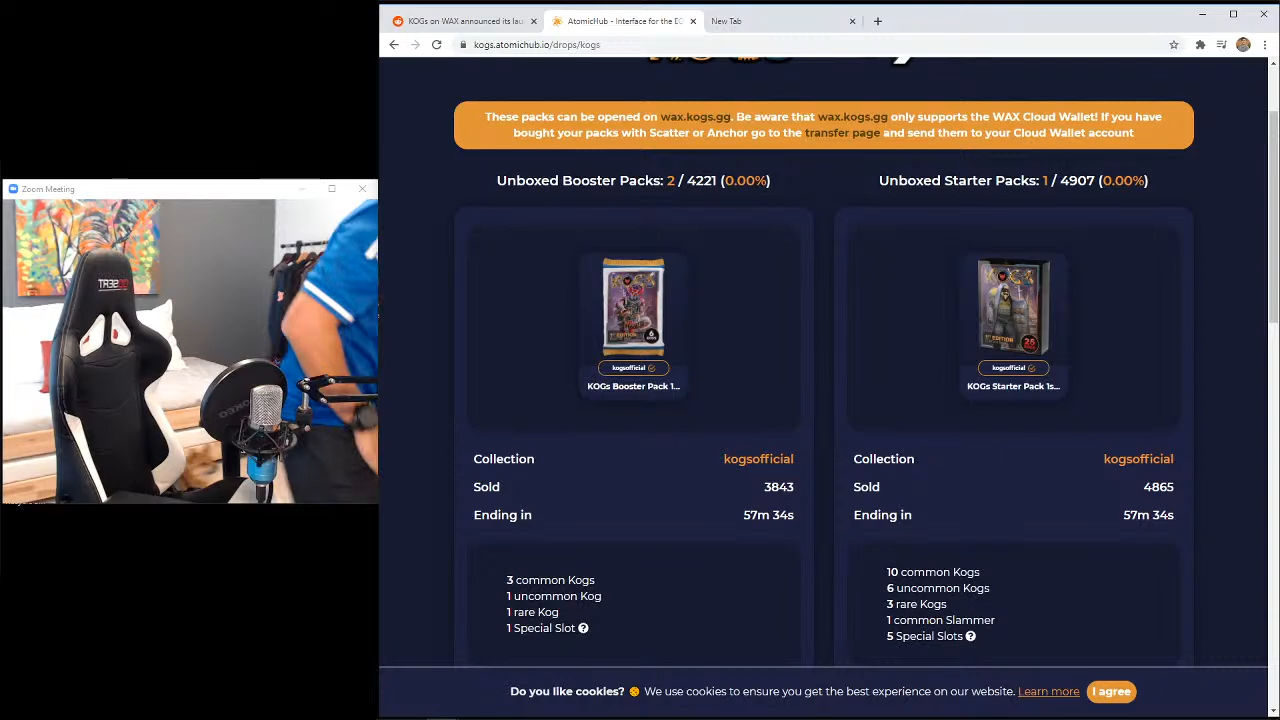 KOGs on WAX announced its lau
AtomicHub - Interface for the EO
New Tab
kogs.atomichub.io/drops/kogs
Zoom Meeting
These packs can be opened on wax.kogs.gg. Be aware that wax.kogs.gg only supports the WAX Cloud Wallet! If you have
bought your packs with Scatter or Anchor go to the transfer page and send them to your Cloud Wallet account
Unboxed Booster Packs: 2 / 4221 (0.00%)
Unboxed Starter Packs: 1 / 4907 (0.00%)
KOGS
6
KOGS
EDITION
25
kogsofficial
kogsofficial
KOGs Booster Pack 1...
KOGs Starter Pack 1s...
Collection kogsofficial
Sold 3843
Ending in 57m 34s
Collection kogsofficial
Sold 4865
Ending in 57m 34s
3 common Kogs
1 uncommon Kog
1 rare Kog
1 Special Slot ?
10 common Kogs
6 uncommon Kogs
3 rare Kogs
1 common Slammer
5 Special Slots ?
Do you like cookies? We use cookies to ensure you get the best experience on our website. Learn more I agree